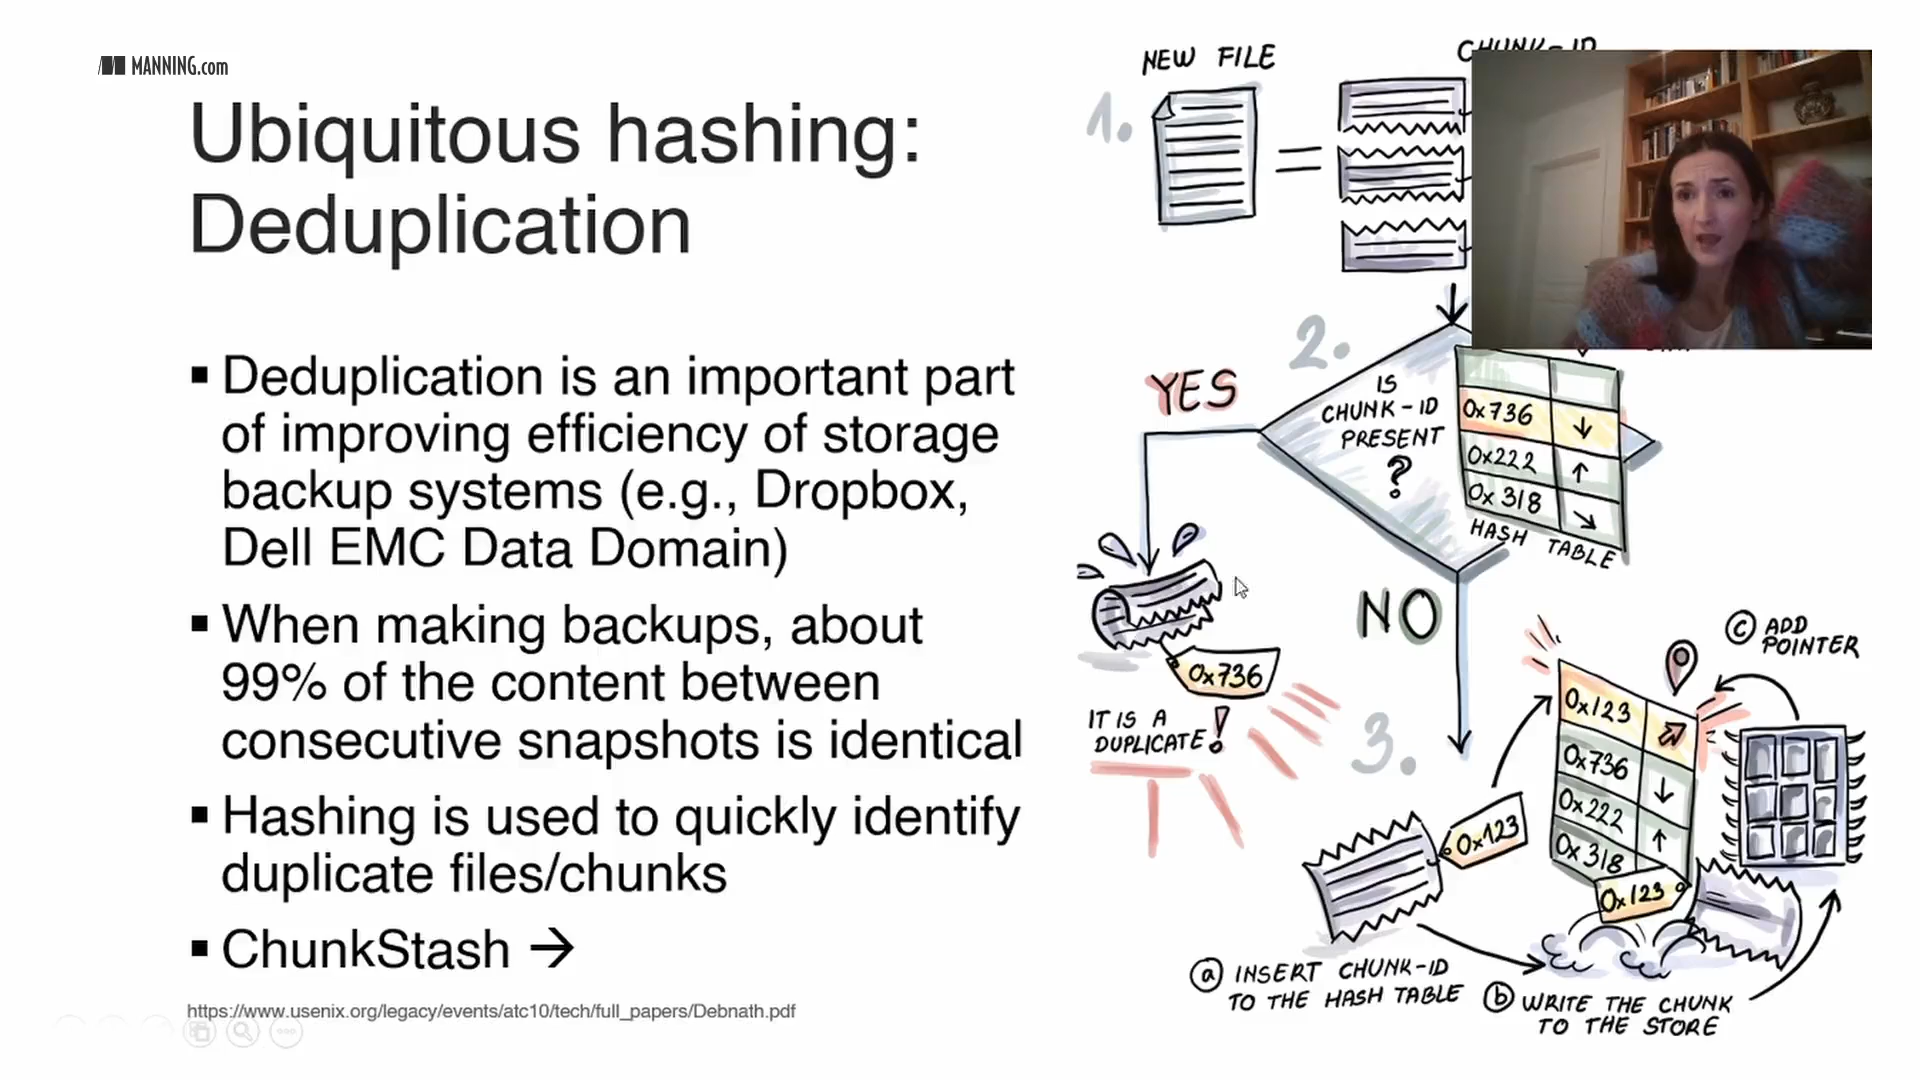 MANNING.com
Ubiquitous hashing:
Deduplication
▪ Deduplication is an important part
of improving efficiency of storage
backup systems (e.g., Dropbox,
Dell EMC Data Domain)
▪ When making backups, about
99% of the content between
consecutive snapshots is identical
▪ Hashing is used to quickly identify
duplicate files/chunks
▪ ChunkStash →
https://www.usenix.org/legacy/events/atc10/tech/full_papers/Debnath.pdf
NEW FILE
CHUNK-ID
1.
2.
IS
CHUNK-ID
PRESENT
?
YES
0x736
0x222
0x318
HASH TABLE
NO
0x736
IT IS A
DUPLICATE!
3.
0x123
a INSERT CHUNK-ID
TO THE HASH TABLE
0x123
0x736
0x222
0x318
0x123
b WRITE THE CHUNK
TO THE STORE
c ADD
POINTER